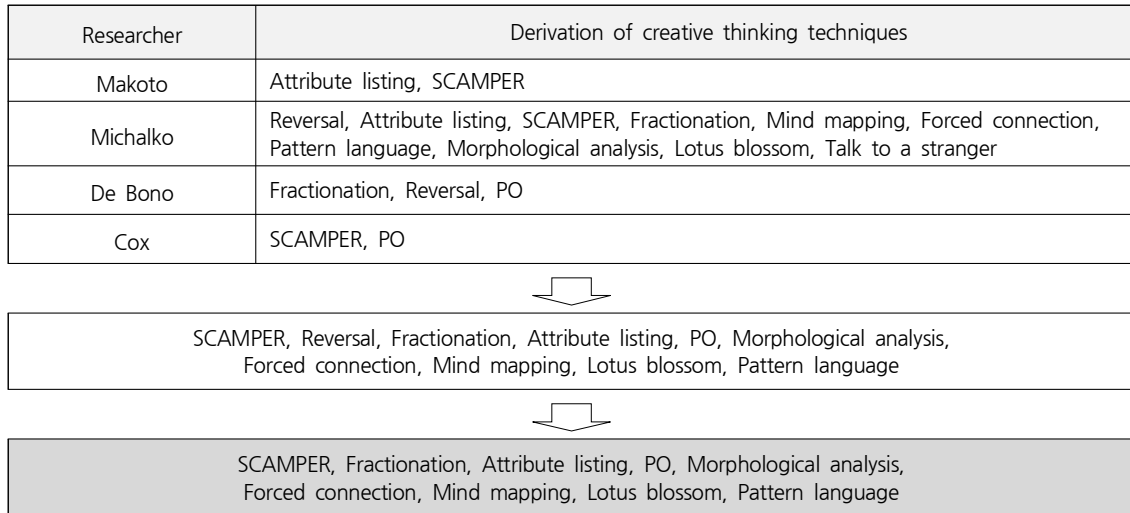 Researcher
Derivation of creative thinking techniques
Makoto
Attribute listing, SCAMPER
Michalko
Reversal, Attribute listing, SCAMPER, Fractionation, Mind mapping, Forced connection,
Pattern language, Morphological analysis, Lotus blossom, Talk to a stranger
De Bono
Fractionation, Reversal, PO
Cox
SCAMPER, PO
SCAMPER, Reversal, Fractionation, Attribute listing, PO, Morphological analysis,
Forced connection, Mind mapping, Lotus blossom, Pattern language
SCAMPER, Fractionation, Attribute listing, PO, Morphological analysis,
Forced connection, Mind mapping, Lotus blossom, Pattern language